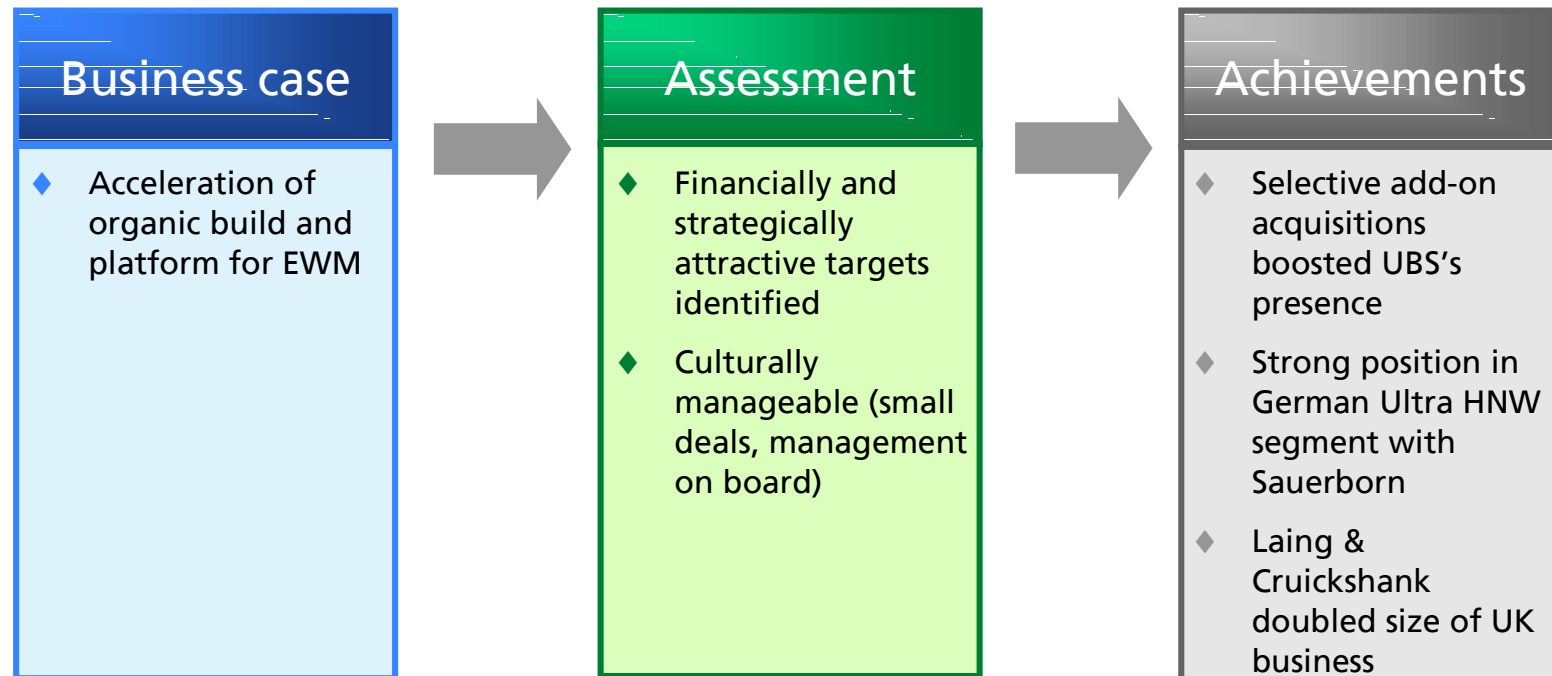 Business case
Acceleration of
organic build and
platform for EWM
Assessment
Financially and
strategically
attractive targets
identified
Culturally
manageable (small
deals, management
on board)
Achievements
Selective add-on
acquisitions
boosted UBS's
presence
Strong position in
German Ultra HNW
segment with
Sauerborn
Laing &
Cruickshank
doubled size of UK
business